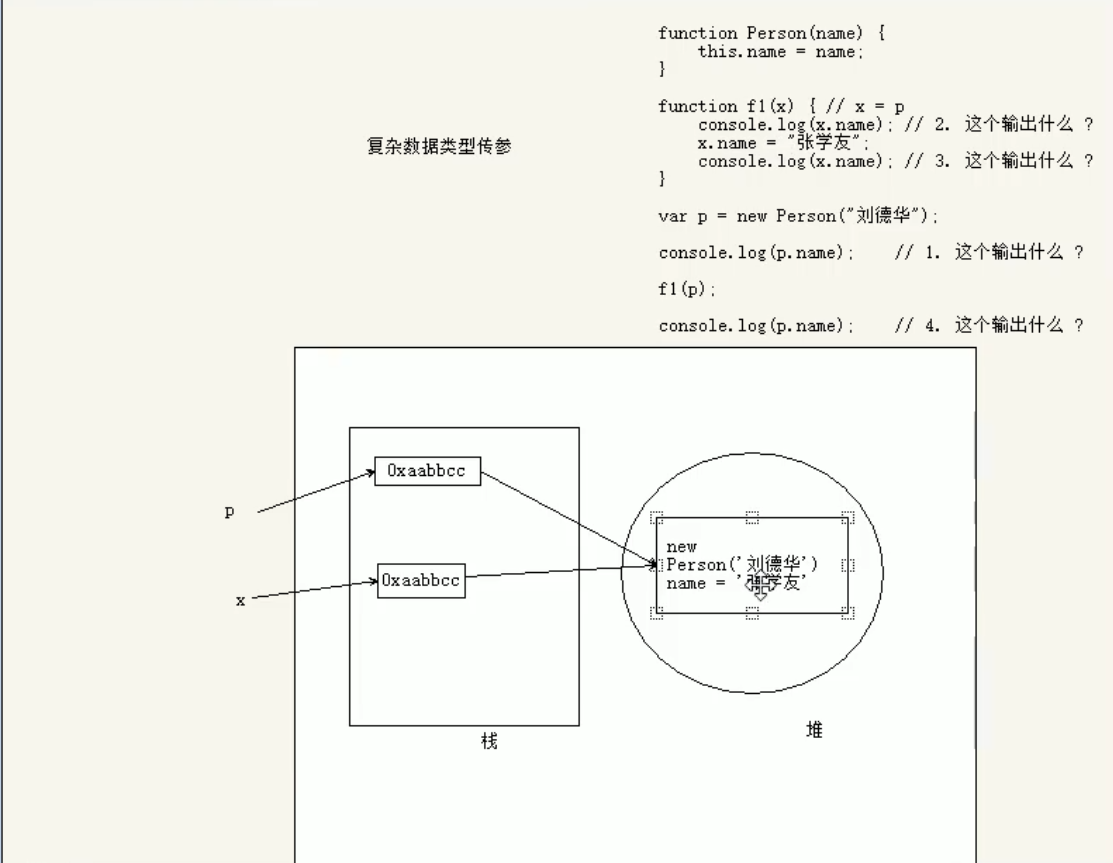 function Person(name) {
this.name = name;
}
function f1(x) { // x = p
console.log(x.name); // 2. 这个输出什么 ?
x.name = "张学友";
console.log(x.name); // 3. 这个输出什么 ?
}
复杂数据类型传参
var p = new Person("刘德华");
console.log(p.name); // 1. 这个输出什么 ?
f1(p);
console.log(p.name); // 4. 这个输出什么 ?
0xaabbcc
p
new
Person('刘德华')
name = '张学友'
0xaabbcc
x
栈
堆